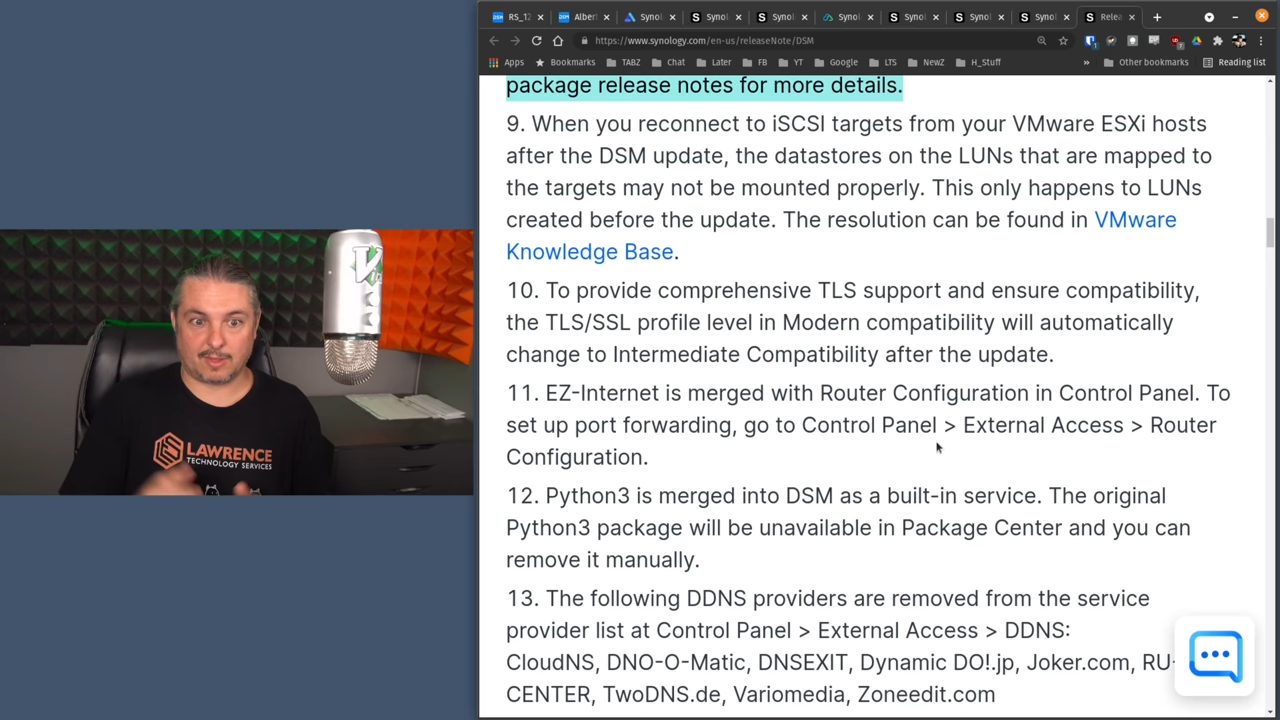 RS_12
Albert
Synol
Synol
Synoli
Synol
Synol
Synol
Synol
Relea
https://www.synology.com/en-us/releaseNote/DSM
Apps
Bookmarks
TABZ
Chat
Later
FB
YT
Google
LTS
NewZ
H_Stuff
»
Other bookmarks
Reading list
package release notes for more details.
9. When you reconnect to iSCSI targets from your VMware ESXi hosts
after the DSM update, the datastores on the LUNs that are mapped to
the targets may not be mounted properly. This only happens to LUNs
created before the update. The resolution can be found in VMware
Knowledge Base.
10. To provide comprehensive TLS support and ensure compatibility,
the TLS/SSL profile level in Modern compatibility will automatically
change to Intermediate Compatibility after the update.
11. EZ-Internet is merged with Router Configuration in Control Panel. To
set up port forwarding, go to Control Panel > External Access > Router
Configuration.
12. Python3 is merged into DSM as a built-in service. The original
Python3 package will be unavailable in Package Center and you can
remove it manually.
13. The following DDNS providers are removed from the service
provider list at Control Panel > External Access > DDNS:
CloudNS, DNO-O-Matic, DNSEXIT, Dynamic DO!.jp, Joker.com, RU-
CENTER, TwoDNS.de, Variomedia, Zoneedit.com
LAWRENCE
TECHNOLOGY SERVICES